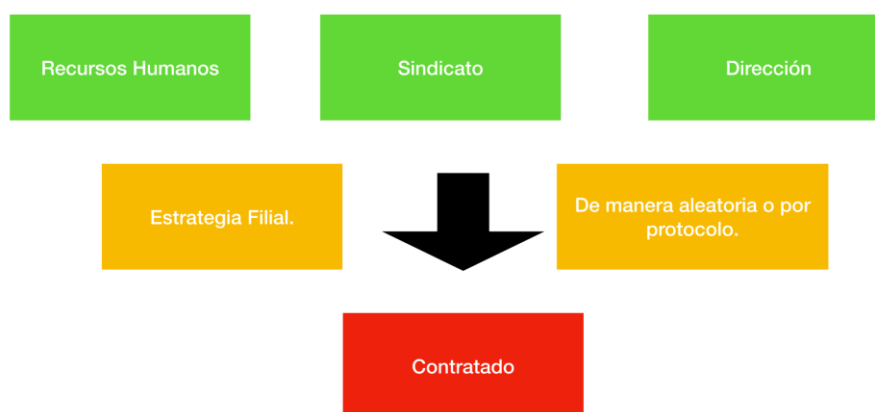 Recursos Humanos
Sindicato
Dirección
Estrategia Filial.
De manera aleatoria o por
protocolo.
Contratado